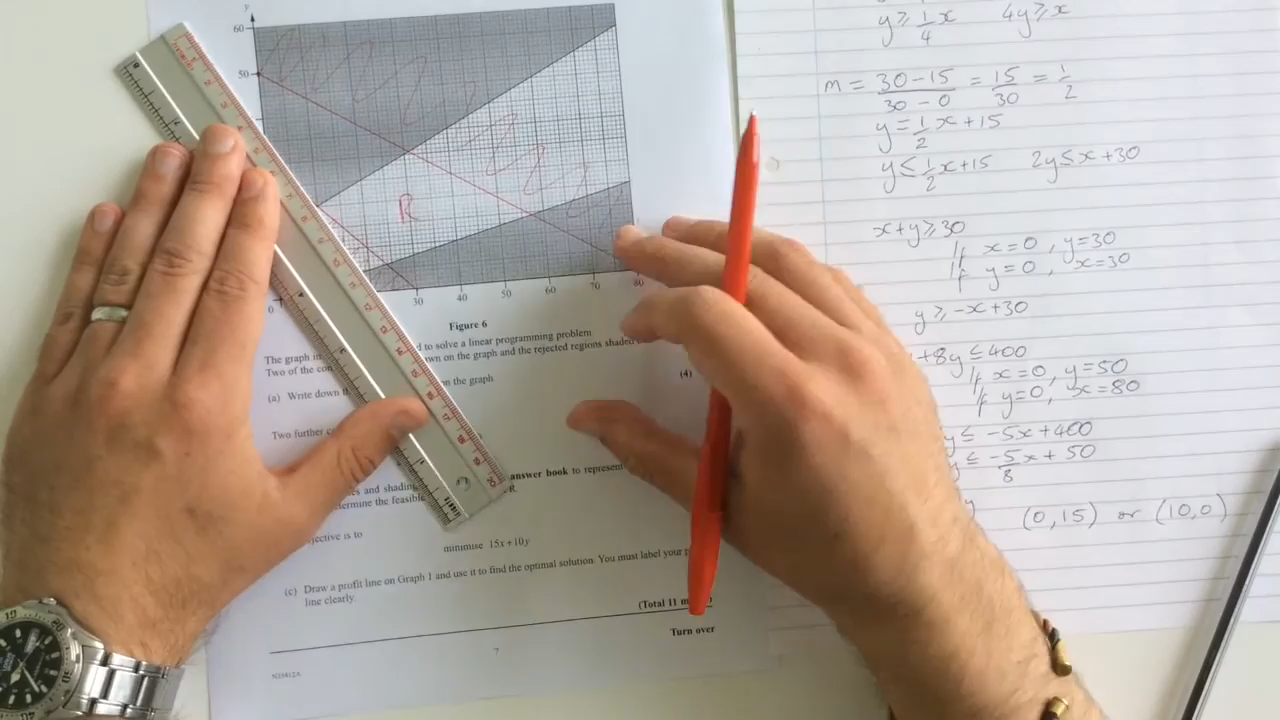 y
60
50
R
0
30
40
50
60
70
80
Figure 6
The graph in
d to solve a linear programming problem
Two of the con
wn on the graph and the rejected regions shaded
(a) Write down
on the graph
(4)
Two further c
answer book to represent
R
es and shading
termine the feasible
jective is to
minimise 15x + 10y
(c) Draw a profit line on Graph 1 and use it to find the optimal solution. You must label your
line clearly.
(Total 11 m
Turn over
7
N35412A
y ≥ 1/4 x 4y ≥ x
m = 30 - 15 / 30 - 0 = 15/30 = 1/2
y = 1/2 x + 15
y ≤ 1/2 x + 15 2y ≤ x + 30
x + y ≥ 30
If x = 0, y = 30
If y = 0, x = 30
y ≥ -x + 30
+ 8y ≤ 400
If x = 0, y = 50
If y = 0, x = 80
y ≤ -5x + 400
≤ -5/8 x + 50
y
(0,15) or (10,0)